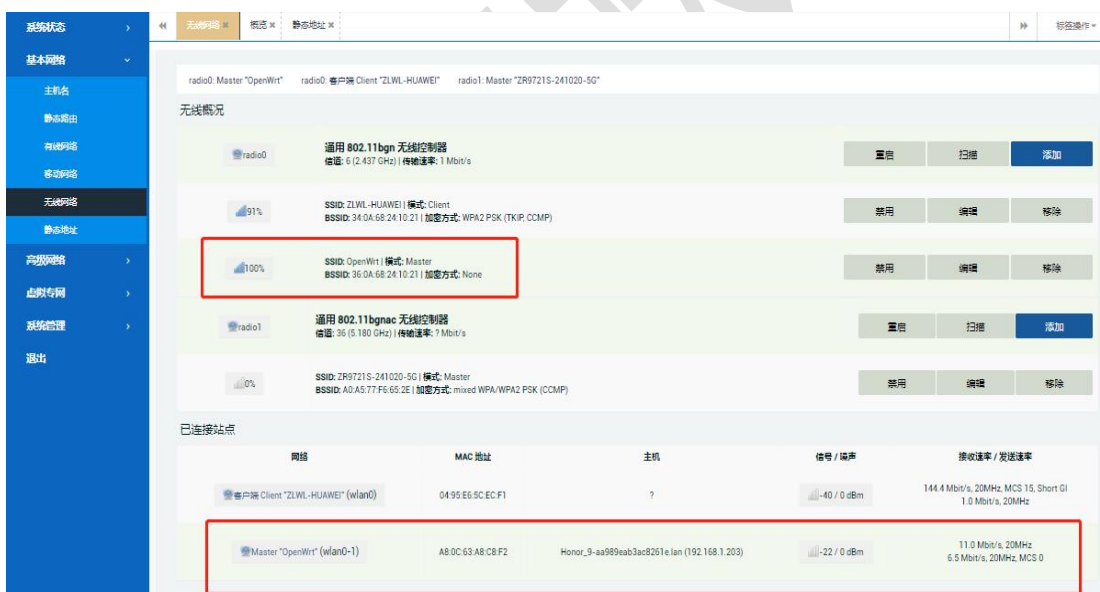 系统状态
基本网络
主机名
静态路由
有线网络
移动网络
无线网络
静态地址
高级网络
虚拟专网
系统管理
退出
无线网络 × 概览 × 静态地址 × 标签操作
radio0: Master "OpenWrt" radio0: 客户端 Client "ZLWL-HUAWEI" radio1: Master "ZR9721S-241020-5G"
无线概况
radio0 通用 802.11bgn 无线控制器 重启 扫描 添加
信道: 6 (2.437 GHz) | 传输速率: 1 Mbit/s
91% SSID: ZLWL-HUAWEI | 模式: Client 禁用 编辑 移除
BSSID: 34:0A:68:24:10:21 | 加密方式: WPA2 PSK (TKIP, CCMP)
100% SSID: OpenWrt | 模式: Master 禁用 编辑 移除
BSSID: 36:0A:68:24:10:21 | 加密方式: None
radio1 通用 802.11bgnac 无线控制器 重启 扫描 添加
信道: 36 (5.180 GHz) | 传输速率: ? Mbit/s
0% SSID: ZR9721S-241020-5G | 模式: Master 禁用 编辑 移除
BSSID: A0:A5:77:F6:65:2E | 加密方式: mixed WPA/WPA2 PSK (CCMP)
已连接站点
网络 MAC 地址 主机 信号 / 噪声 接收速率 / 发送速率
客户端 Client "ZLWL-HUAWEI" (wlan0) 04:95:E6:5C:EC:F1 ? -40 / 0 dBm 144.4 Mbit/s, 20MHz, MCS 15, Short GI
1.0 Mbit/s, 20MHz
Master "OpenWrt" (wlan0-1) A8:0C:63:A8:C8:F2 Honor_9-aa989eab3ac8261e.lan (192.168.1.203) -22 / 0 dBm 11.0 Mbit/s, 20MHz
6.5 Mbit/s, 20MHz, MCS 0